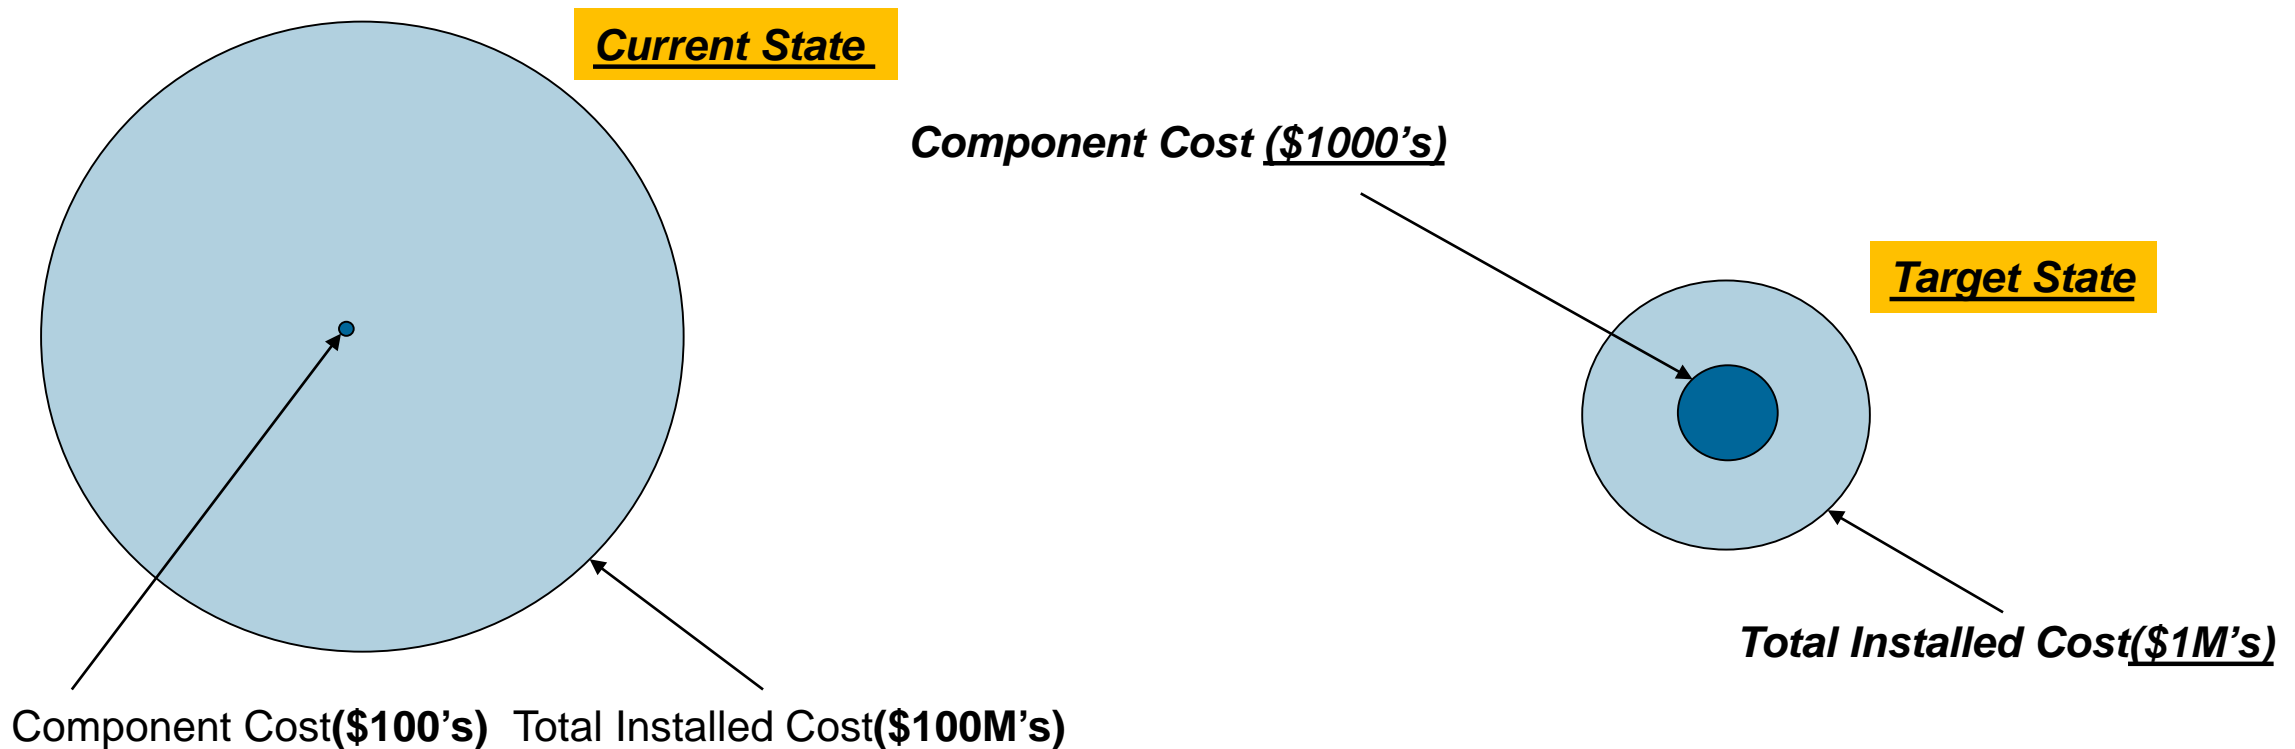 Current State
Component Cost ($1000’s)
Target State
Total Installed Cost($1M’s)
Component Cost($100’s) Total Installed Cost($100M’s)